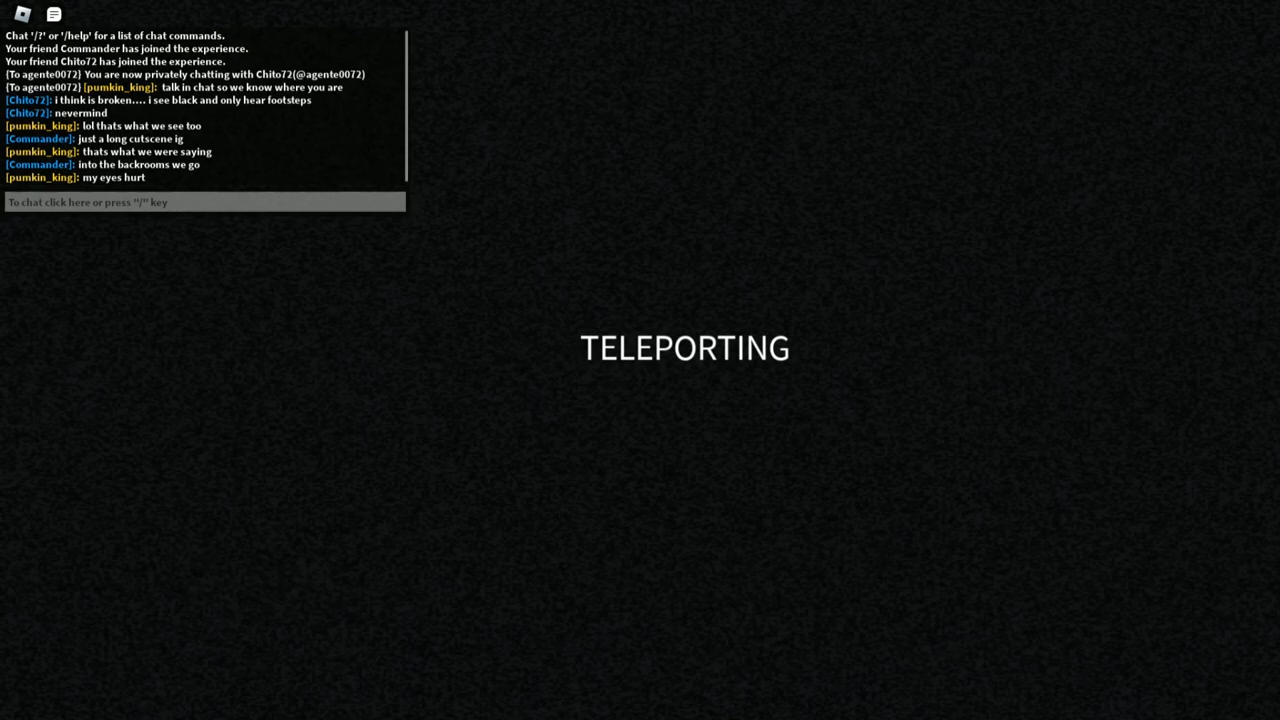 Chat '/?' or '/help' for a list of chat commands.
Your friend Commander has joined the experience.
Your friend Chito72 has joined the experience.
{To agente0072} You are now privately chatting with Chito72(@agente0072)
{To agente0072} [pumkin_king]: talk in chat so we know where you are
[Chito72]: i think is broken.... i see black and only hear footsteps
[Chito72]: nevermind
[pumkin_king]: lol thats what we see too
[Commander]: just a long cutscene ig
[pumkin_king]: thats what we were saying
[Commander]: into the backrooms we go
[pumkin_king]: my eyes hurt
To chat click here or press "/" key
TELEPORTING